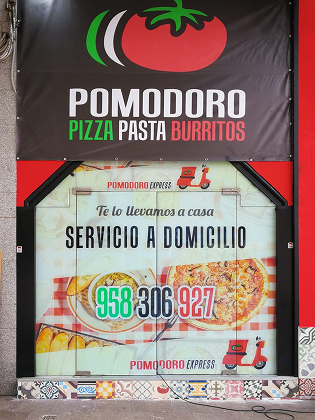 POMODORO
PIZZA PASTA BURRITOS
POMODORO EXPRESS
Te lo llevamos a casa
SERVICIO A DOMICILIO
958 306 927
POMODORO EXPRESS